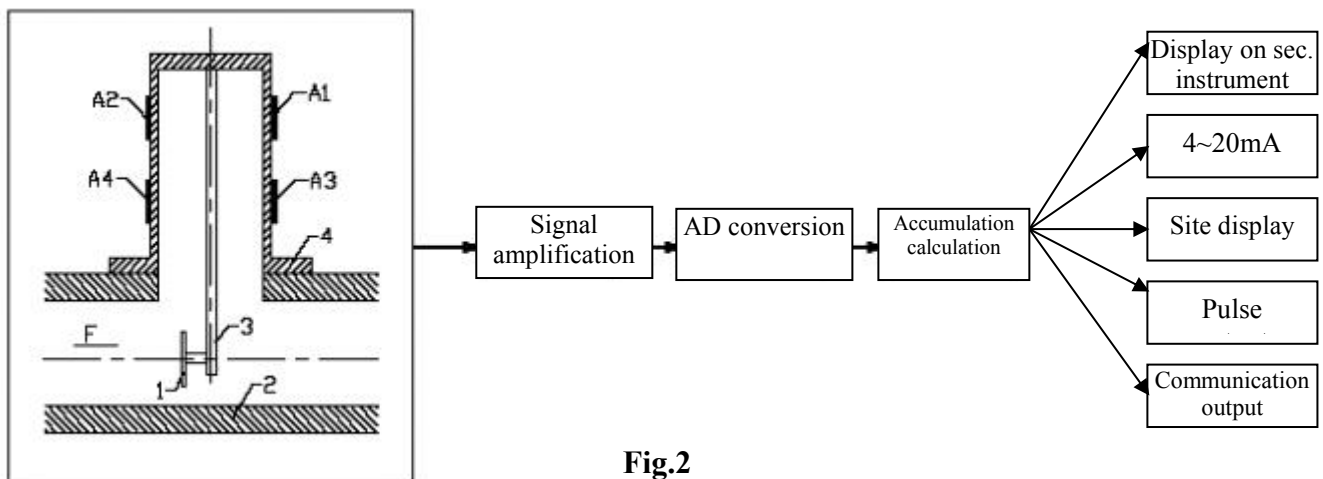 A2
A1
A4
A3
4
F
3
1
2
Signal
amplification
AD conversion
Accumulation
calculation
Display on sec.
instrument
4~20mA
Site display
Pulse
Communication
output
Fig.2